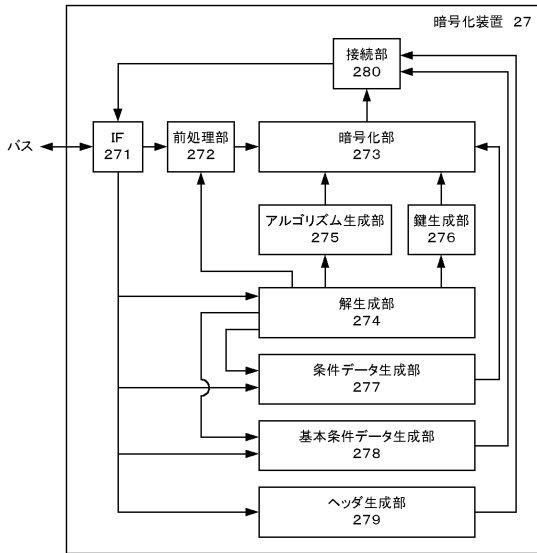 暗号化装置 27
接続部
280
バス
IF
271
前処理部
272
暗号化部
273
アルゴリズム生成部
275
鍵生成部
276
解生成部
274
条件データ生成部
277
基本条件データ生成部
278
ヘッダ生成部
279